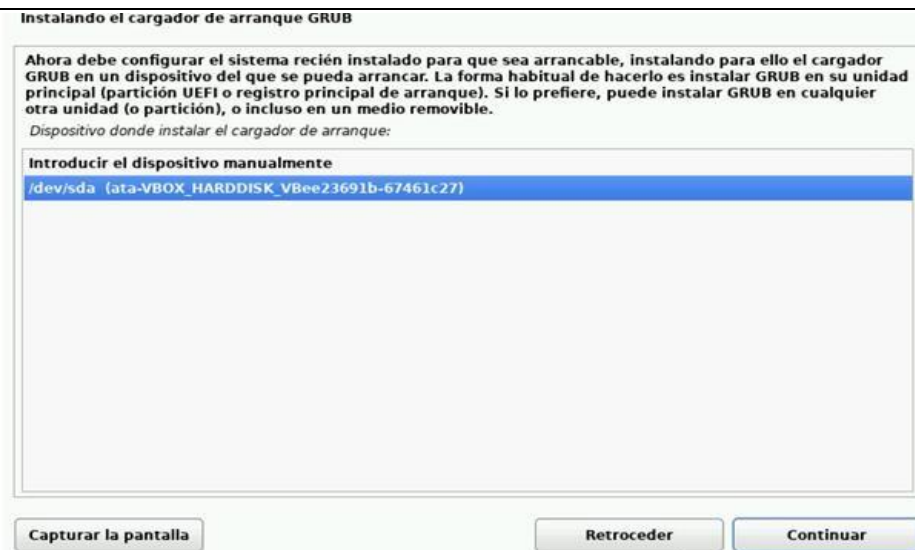 Instalando el cargador de arranque GRUB
Ahora debe configurar el sistema recién instalado para que sea arrancable, instalando para ello el cargador
GRUB en un dispositivo del que se pueda arrancar. La forma habitual de hacerlo es instalar GRUB en su unidad
principal (partición UEFI o registro principal de arranque). Si lo prefiere, puede instalar GRUB en cualquier
otra unidad (o partición), o incluso en un medio removible.
Dispositivo donde instalar el cargador de arranque:
Introducir el dispositivo manualmente
/dev/sda (ata-VBOX_HARDDISK_VBee23691b-67461c27)
Capturar la pantalla
Retroceder
Continuar